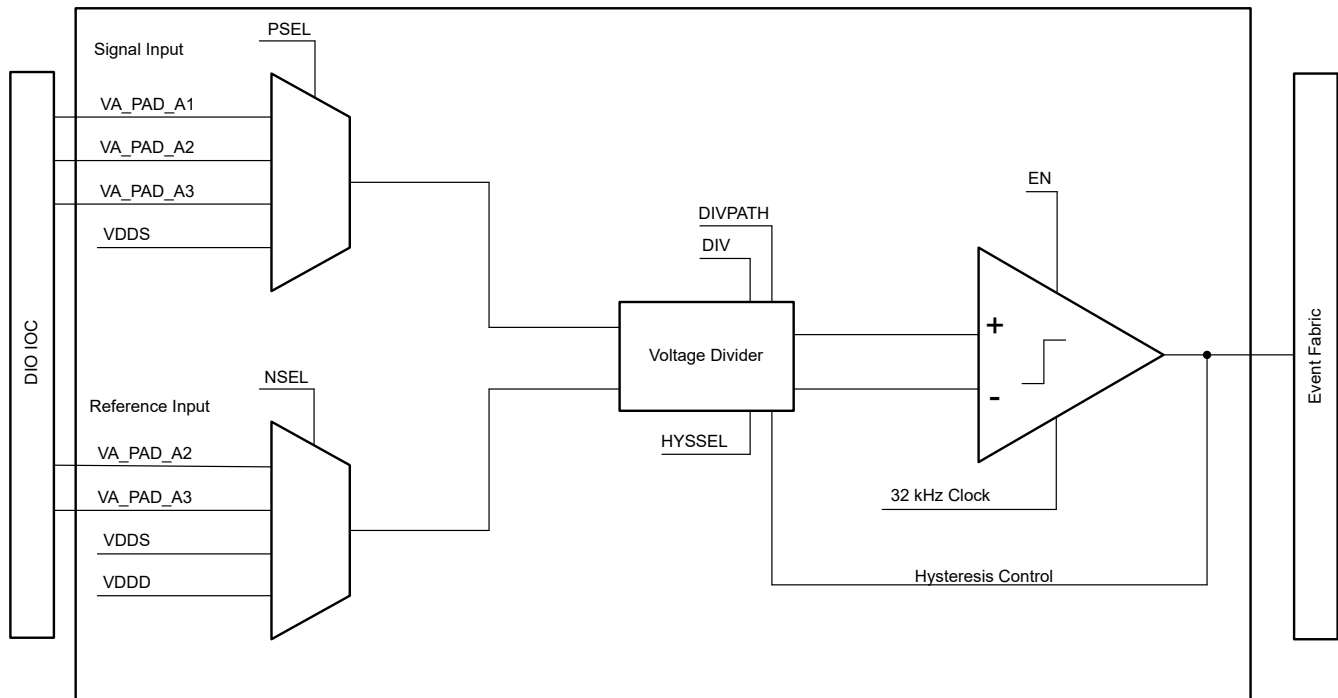 PSEL
Signal Input
VA_PAD_A1
VA_PAD_A2
VA_PAD_A3
VDDS
EN
DIVPATH
DIV
DIO IOC
Voltage Divider
+
-
Event Fabric
NSEL
Reference Input
HYSSEL
VA_PAD_A2
VA_PAD_A3
32 kHz Clock
VDDS
VDDD
Hysteresis Control